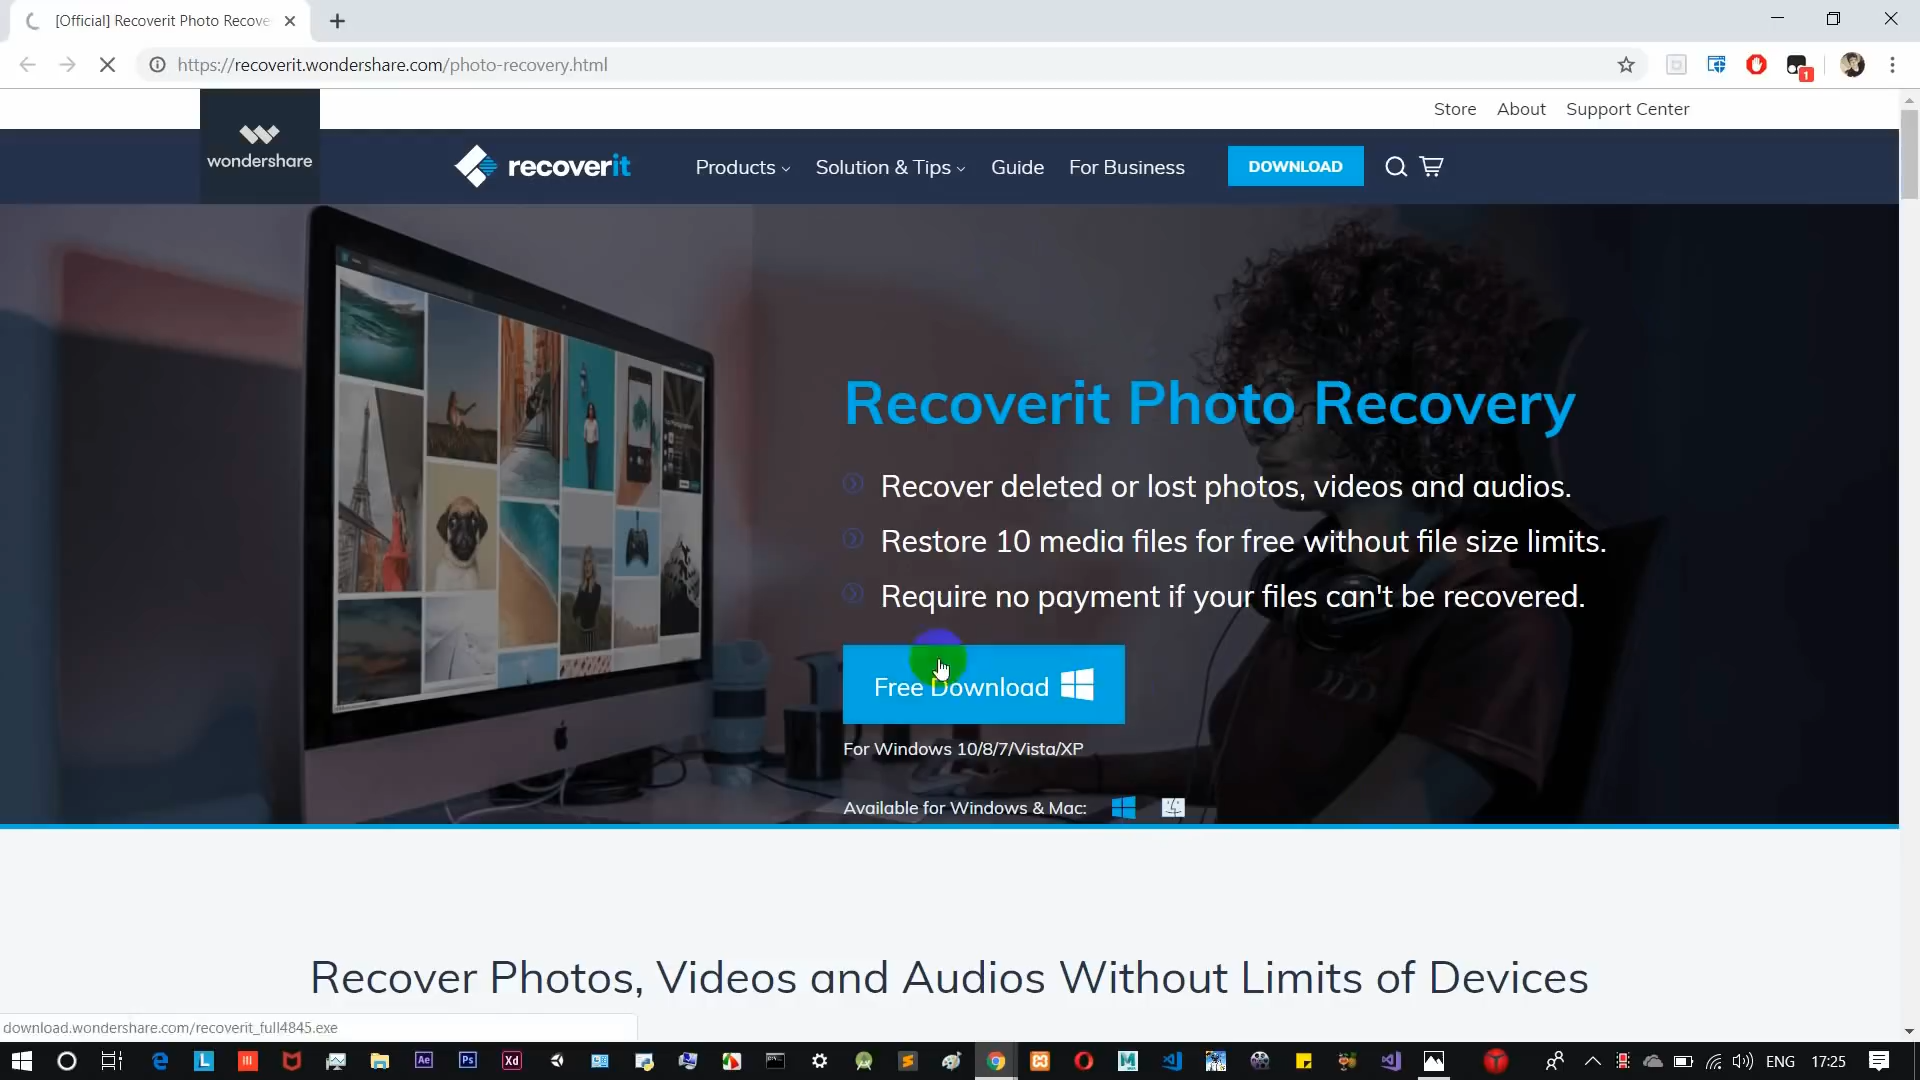 [Official] Recoverit Photo Recove
https://recoverit.wondershare.com/photo-recovery.html
1
Store About Support Center
wondershare
recoverit
Products Solution & Tips Guide For Business DOWNLOAD
Recoverit Photo Recovery
Recover deleted or lost photos, videos and audios.
Restore 10 media files for free without file size limits.
Require no payment if your files can't be recovered.
Free Download
For Windows 10/8/7/Vista/XP
Available for Windows & Mac:
Recover Photos, Videos and Audios Without Limits of Devices
download.wondershare.com/recoverit_full4845.exe
L Ae Ps Xd M ENG 17:25